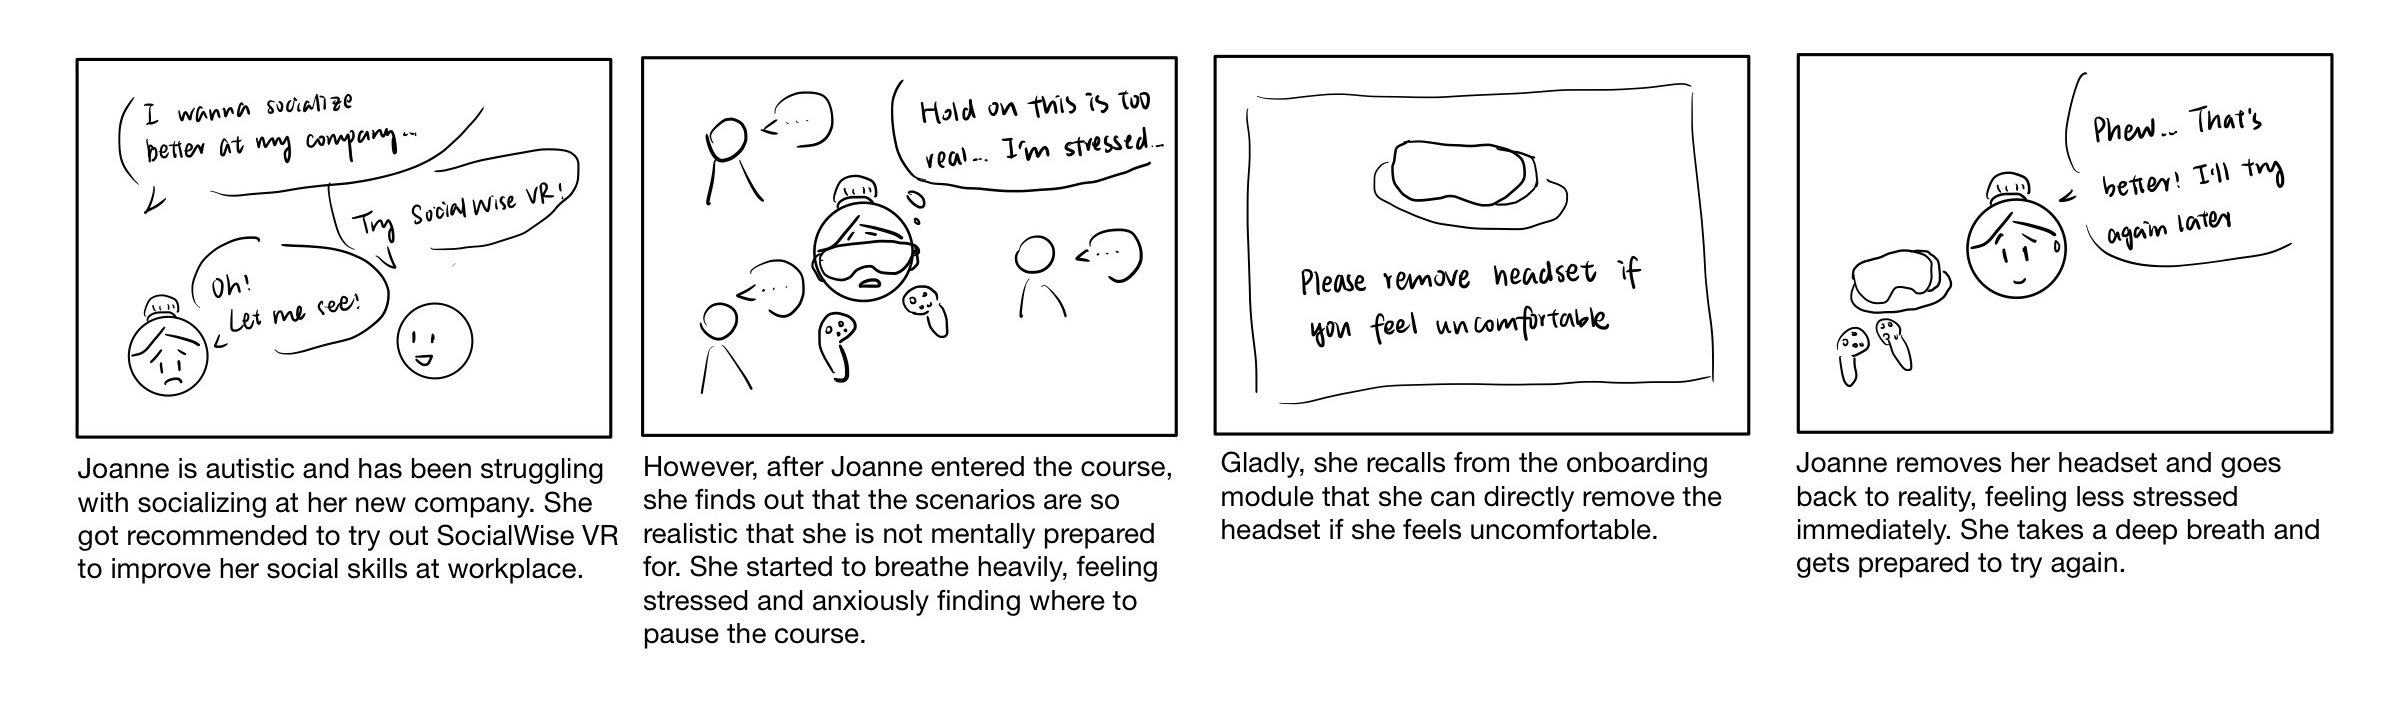 I wanna socialize
better at my company...
Try SocialWise VR!
Oh!
Let me see!
Joanne is autistic and has been struggling
with socializing at her new company. She
got recommended to try out SocialWise VR
to improve her social skills at workplace.
...
Hold on this is too
real... I'm stressed...
...
...
However, after Joanne entered the course,
she finds out that the scenarios are so
realistic that she is not mentally prepared
for. She started to breathe heavily, feeling
stressed and anxiously finding where to
pause the course.
Please remove headset if
you feel uncomfortable
Gladly, she recalls from the onboarding
module that she can directly remove the
headset if she feels uncomfortable.
Phew... That's
better! I'll try
again later
Joanne removes her headset and goes
back to reality, feeling less stressed
immediately. She takes a deep breath and
gets prepared to try again.